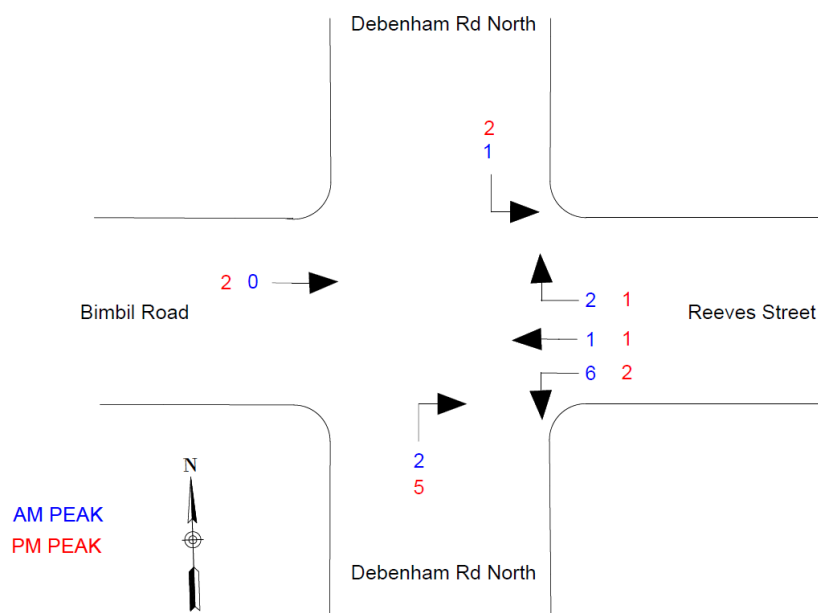 Debenham Rd North
2
1
2 0
2 1
Bimbil Road
Reeves Street
1 1
6 2
2
5
N
AM PEAK
PM PEAK
Debenham Rd North